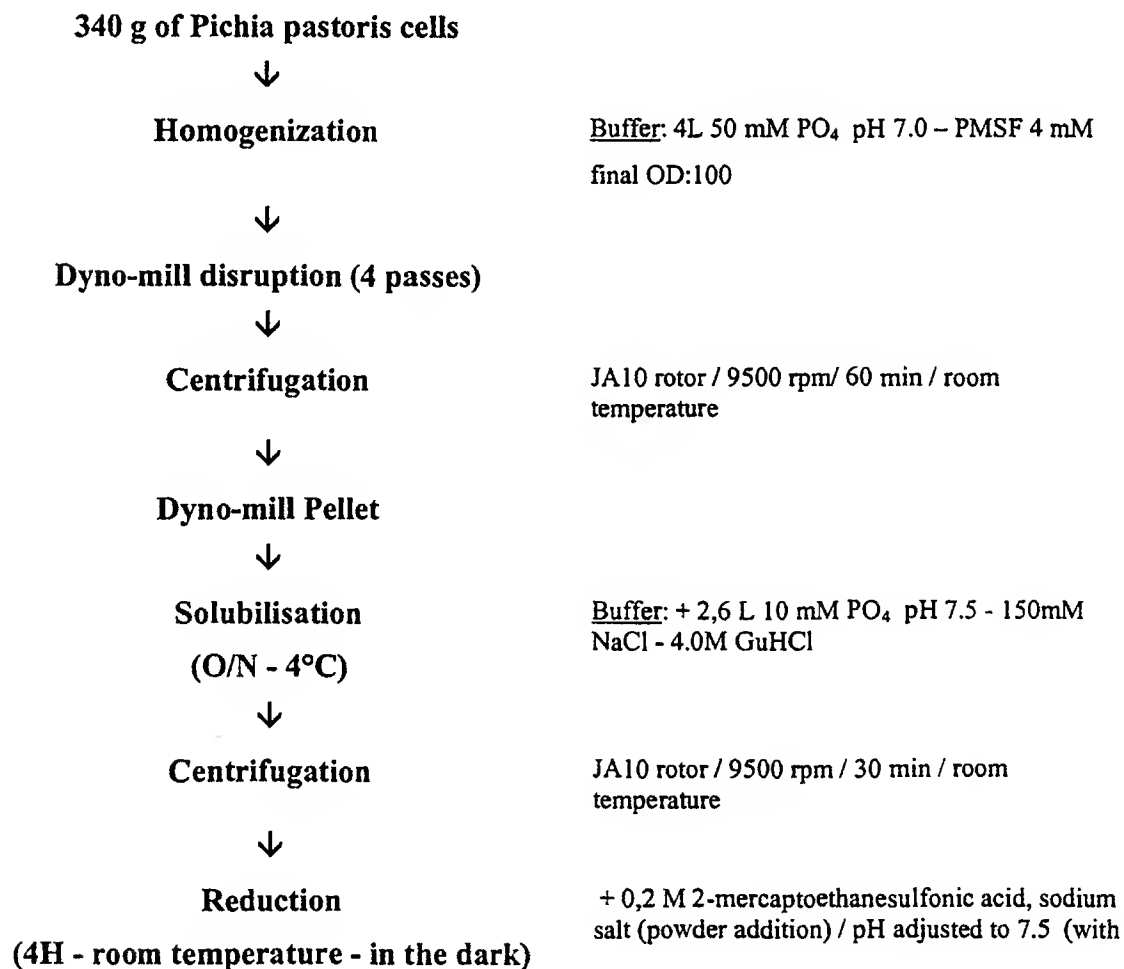 340 g of Pichia pastoris cells
↓
Homogenization
Buffer: 4L 50 mM PO₄ pH 7.0 – PMSF 4 mM
final OD:100
↓
Dyno-mill disruption (4 passes)
↓
Centrifugation
JA10 rotor / 9500 rpm/ 60 min / room
temperature
↓
Dyno-mill Pellet
↓
Solubilisation
(O/N - 4°C)
Buffer: + 2,6 L 10 mM PO₄ pH 7.5 - 150mM
NaCl - 4.0M GuHCl
↓
Centrifugation
JA10 rotor / 9500 rpm / 30 min / room
temperature
↓
Reduction
(4H - room temperature - in the dark)
+ 0,2 M 2-mercaptoethanesulfonic acid, sodium
salt (powder addition) / pH adjusted to 7.5 (with